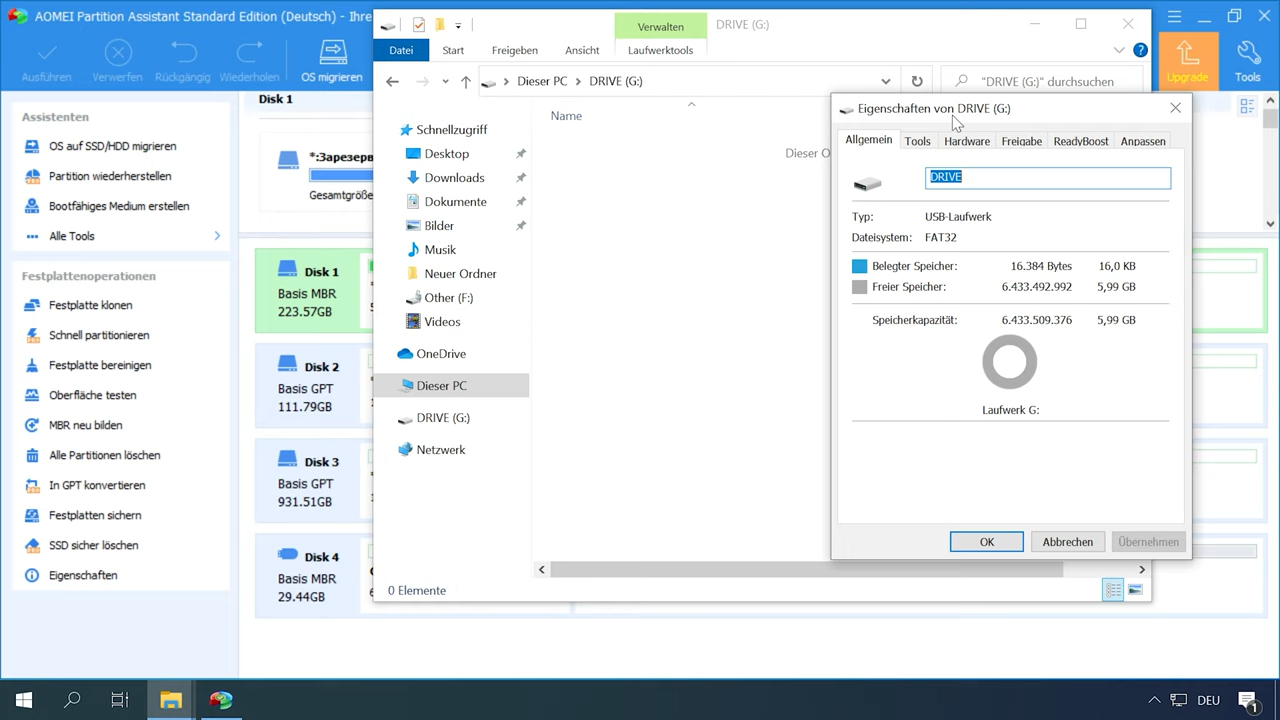 AOMEI Partition Assistant Standard Edition (Deutsch) - Ihre
Ausführen
Verwerfen
Rückgängig
Wiederholen
OS migrieren
Upgrade
Tools
Assistenten
OS auf SSD/HDD migrieren
Partition wiederherstellen
Bootfähiges Medium erstellen
Alle Tools
Festplattenoperationen
Festplatte klonen
Schnell partitionieren
Festplatte bereinigen
Oberfläche testen
MBR neu bilden
Alle Partitionen löschen
In GPT konvertieren
Festplatten sichern
SSD sicher löschen
Eigenschaften
Disk 1
*:Зарезерв
Gesamtgröße
Disk 1
Basis MBR
223.57GB
Disk 2
Basis GPT
111.79GB
Disk 3
Basis GPT
931.51GB
Disk 4
Basis MBR
29.44GB
Verwalten
DRIVE (G:)
Datei
Start
Freigeben
Ansicht
Laufwerktools
Dieser PC
DRIVE (G:)
"DRIVE (G:)" durchsuchen
Schnellzugriff
Desktop
Downloads
Dokumente
Bilder
Musik
Neuer Ordner
Other (F:)
Videos
OneDrive
Dieser PC
DRIVE (G:)
Netzwerk
Name
Dieser O
0 Elemente
Eigenschaften von DRIVE (G:)
Allgemein
Tools
Hardware
Freigabe
ReadyBoost
Anpassen
DRIVE
Typ: USB-Laufwerk
Dateisystem: FAT32
Belegter Speicher: 16.384 Bytes 16,0 KB
Freier Speicher: 6.433.492.992 5,99 GB
Speicherkapazität: 6.433.509.376 5,99 GB
Laufwerk G:
OK
Abbrechen
Übernehmen
DEU
1